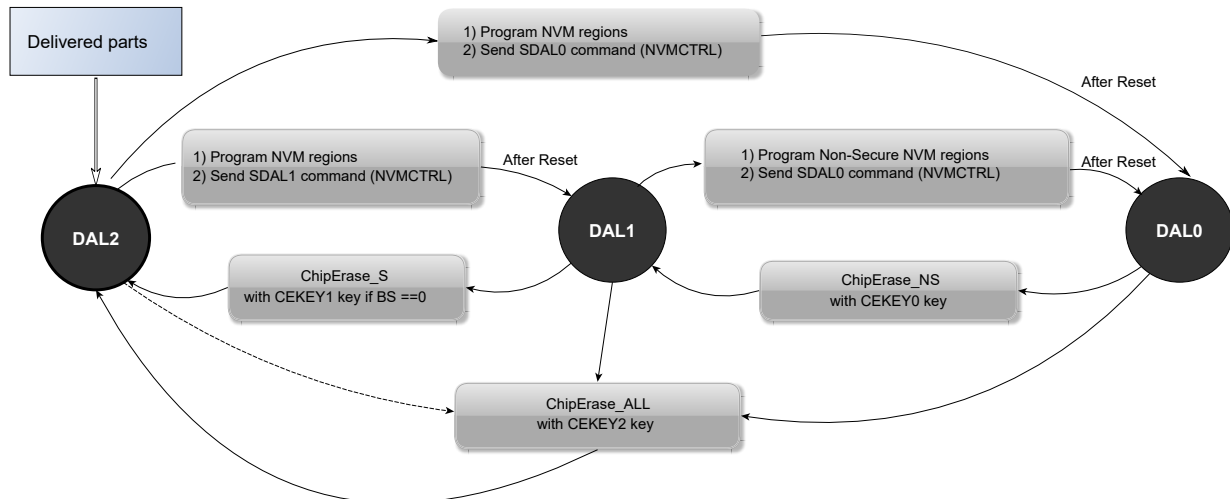 Delivered parts
1) Program NVM regions
2) Send SDAL0 command (NVMCTRL)
After Reset
1) Program NVM regions
2) Send SDAL1 command (NVMCTRL)
After Reset
1) Program Non-Secure NVM regions
2) Send SDAL0 command (NVMCTRL)
After Reset
DAL2
DAL1
DAL0
ChipErase_S
with CEKEY1 key if BS ==0
ChipErase_NS
with CEKEY0 key
ChipErase_ALL
with CEKEY2 key